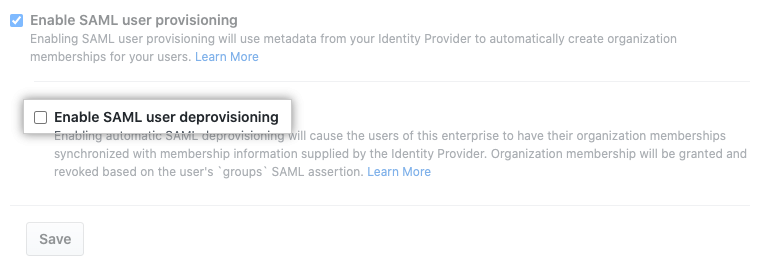 Enable SAML user provisioning
Enabling SAML user provisioning will use metadata from your Identity Provider to automatically create organization
memberships for your users. Learn More
Enable SAML user deprovisioning
Enabling automatic SAML deprovisioning will cause the users of this enterprise to have their organization memberships
synchronized with membership information supplied by the Identity Provider. Organization membership will be granted and
revoked based on the user's `groups` SAML assertion. Learn More
Save